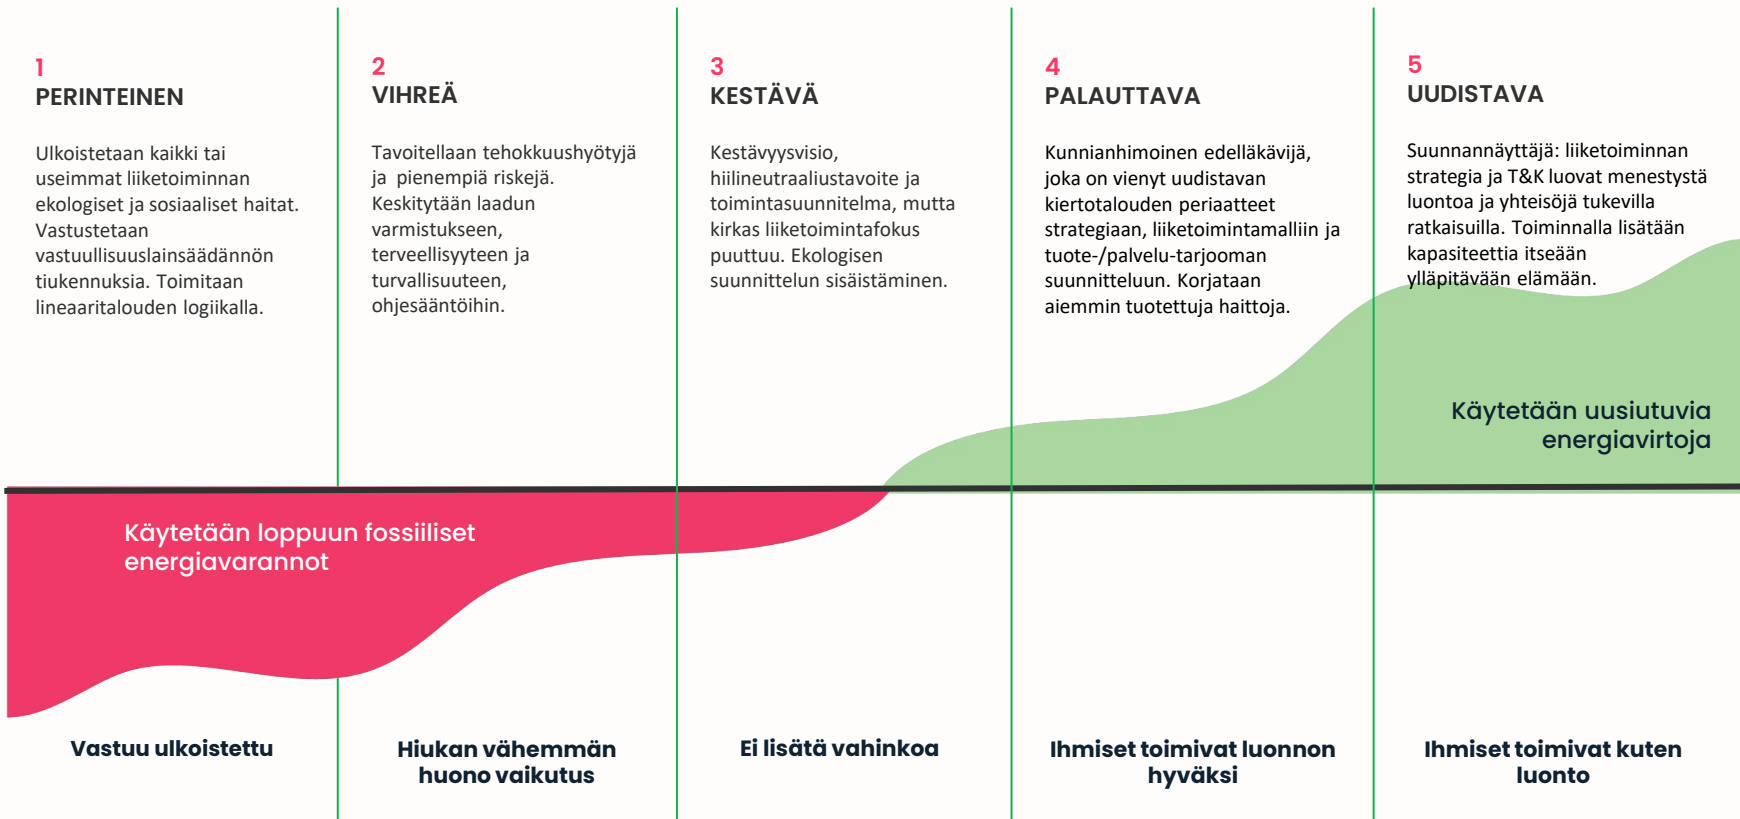 1
PERINTEINEN
Ulkoistetaan kaikki tai
useimmat liiketoiminnan
ekologiset ja sosiaaliset haitat.
Vastustetaan
vastuullisuuslainsäädännön
tiukennuksia. Toimitaan
lineaaritalouden logiikalla.
2
VIHREÄ
Tavoitellaan tehokkuushyötyjä
ja pienempiä riskejä.
Keskitytään laadun
varmistukseen,
terveellisyyteen ja
turvallisuuteen,
ohjesääntöihin.
3
KESTÄVÄ
Kestävyysvisio,
hiilineutraaliustavoite ja
toimintasuunnitelma, mutta
kirkas liiketoimintafokus
puuttuu. Ekologisen
suunnittelun sisäistäminen.
4
PALAUTTAVA
Kunnianhimoinen edelläkävijä,
joka on vienyt uudistavan
kiertotalouden periaatteet
strategiaan, liiketoimintamalliin ja
tuote-/palvelu-tarjooman
suunnitteluun. Korjataan
aiemmin tuotettuja haittoja.
5
UUDISTAVA
Suunnannäyttäjä: liiketoiminnan
strategia ja T&K luovat menestystä
luontoa ja yhteisöjä tukevilla
ratkaisuilla. Toiminnalla lisätään
kapasiteettia itseään
ylläpitävään elämään.
Käytetään uusiutuvia
energiavirtoja
Käytetään loppuun fossiiliset
energiavarannot
Vastuu ulkoistettu
Hiukan vähemmän
huono vaikutus
Ei lisätä vahinkoa
Ihmiset toimivat luonnon
hyväksi
Ihmiset toimivat kuten
luonto